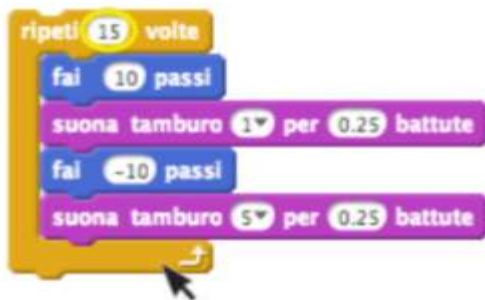 ripeti 15 volte
fai 10 passi
suona tamburo 1 per 0.25 battute
fai -10 passi
suona tamburo 5 per 0.25 battute